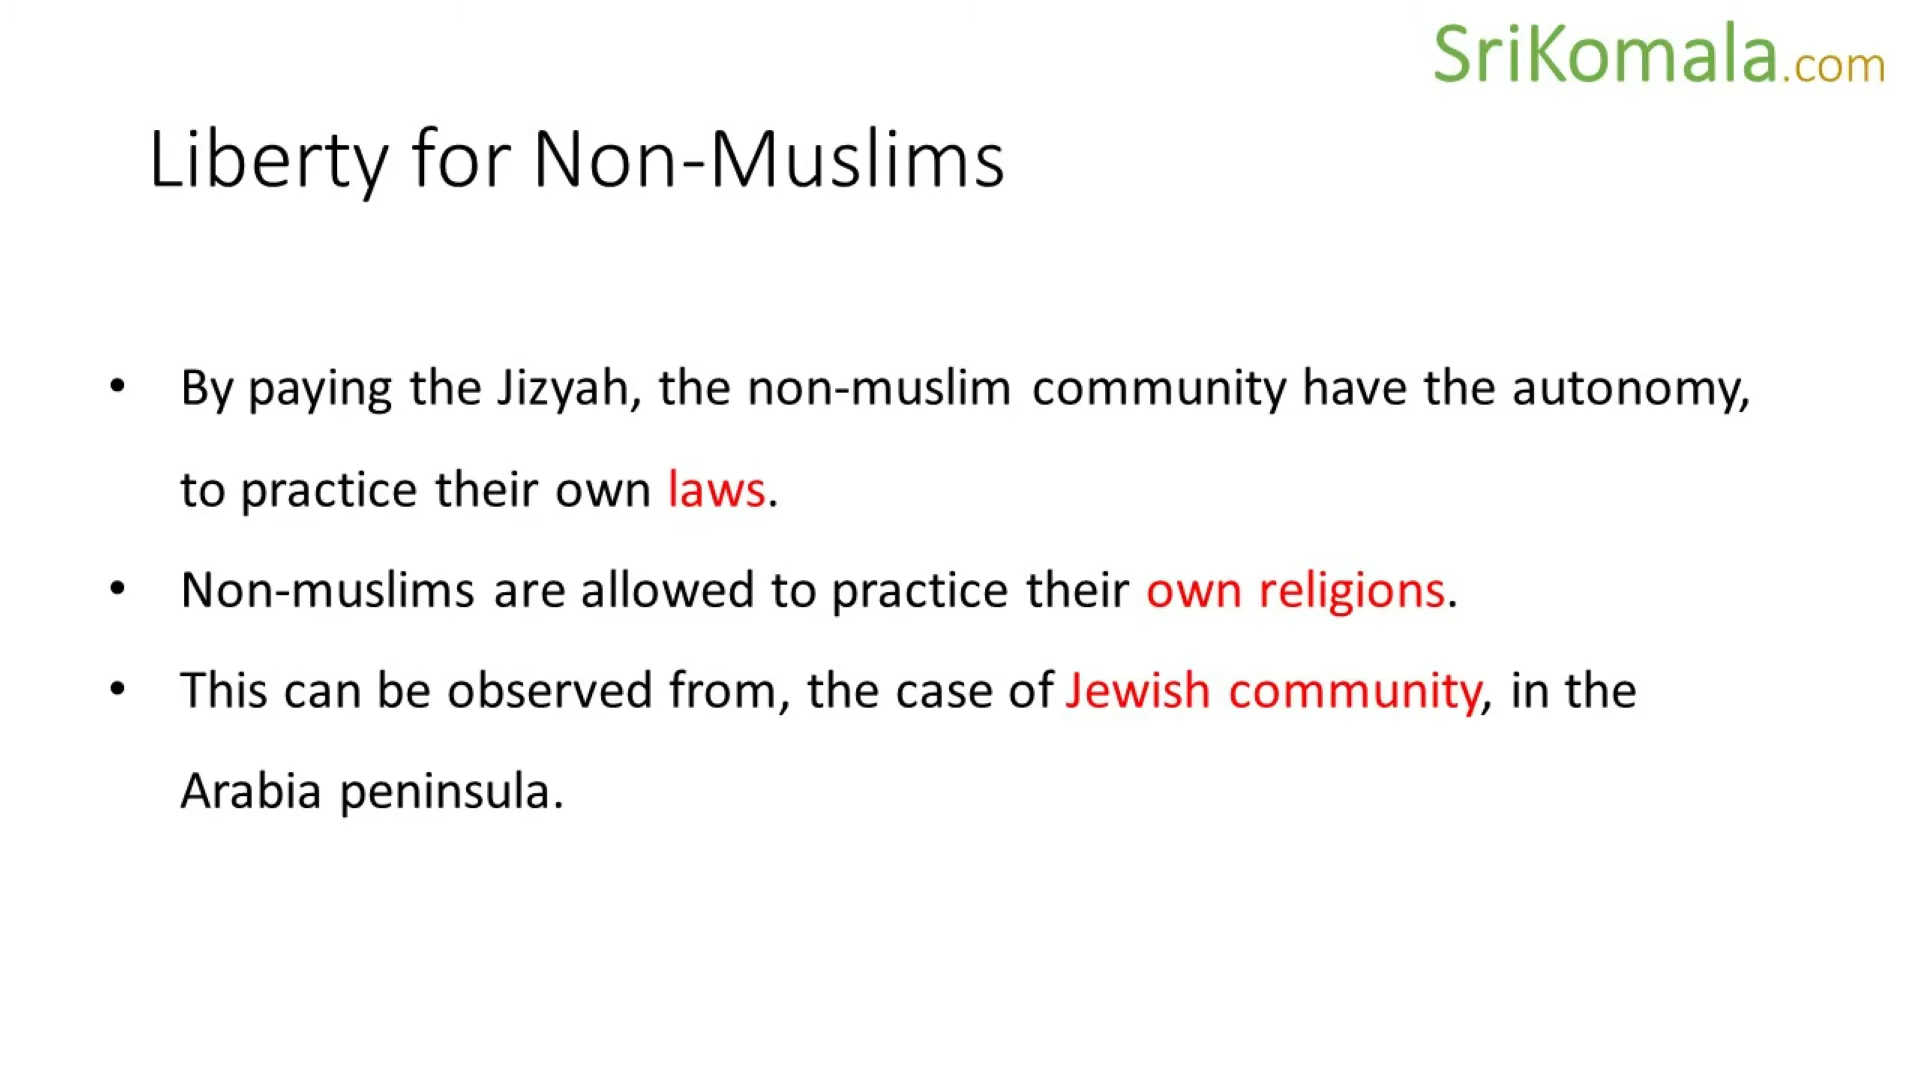 SriKomala.com
Liberty for Non-Muslims
• By paying the Jizyah, the non-muslim community have the autonomy,
to practice their own laws.
• Non-muslims are allowed to practice their own religions.
• This can be observed from, the case of Jewish community, in the
Arabia peninsula.